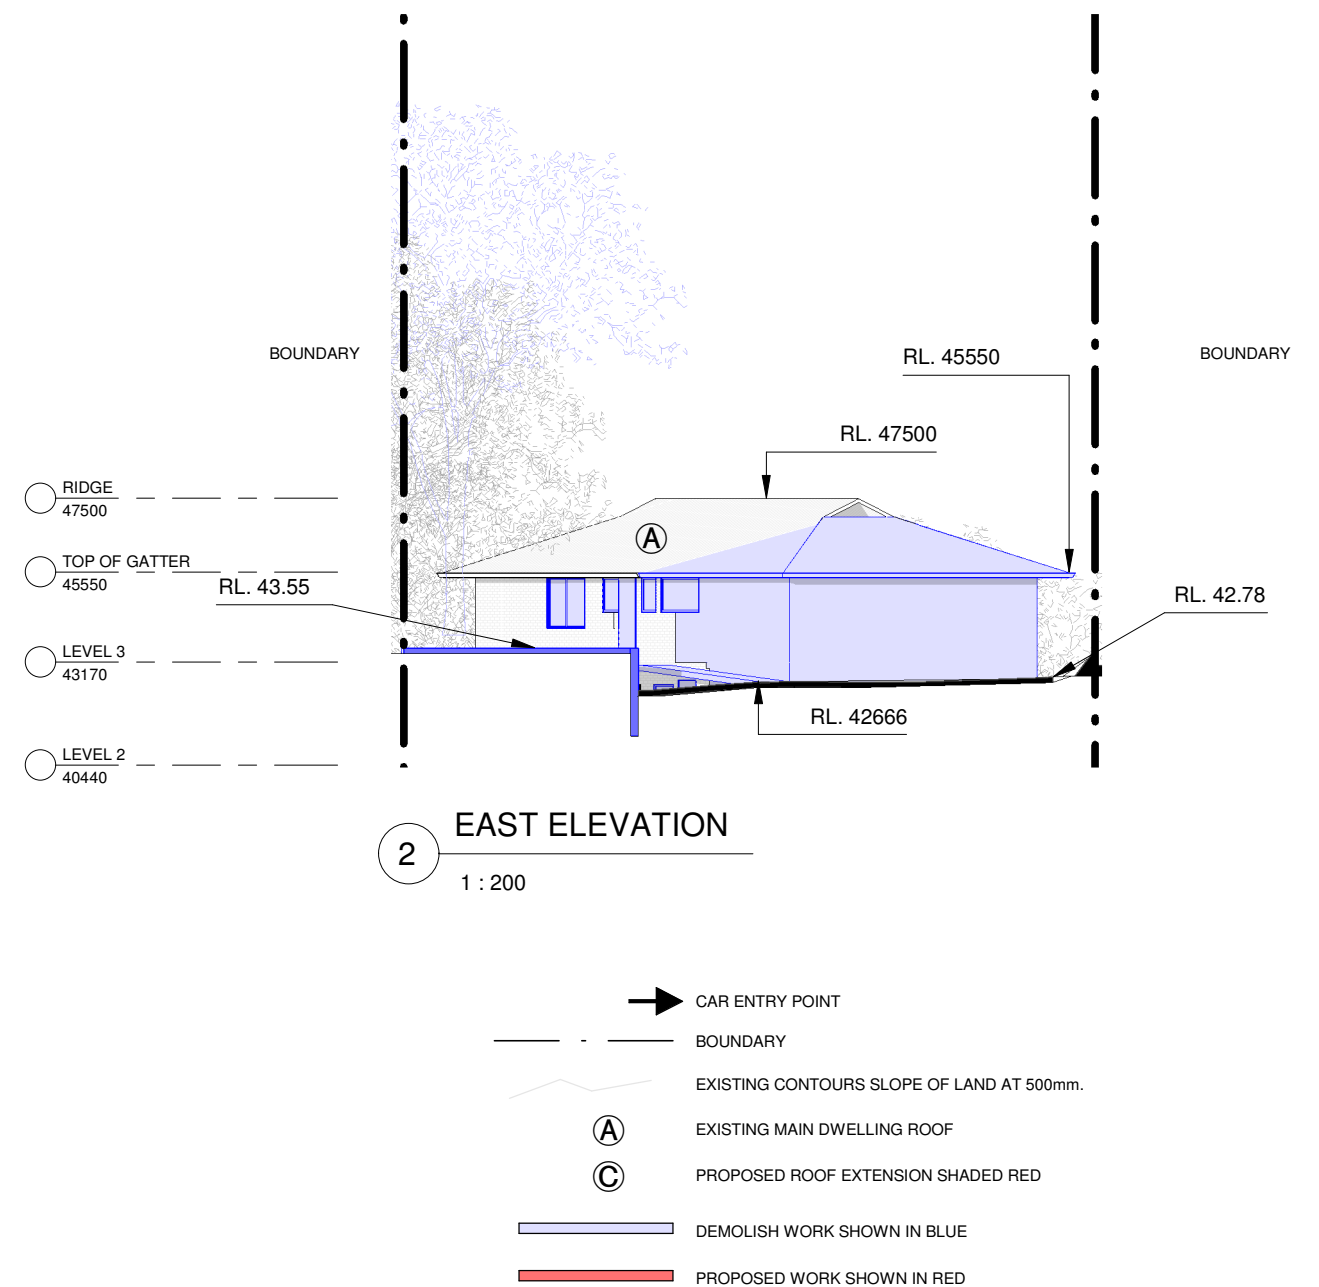 BOUNDARY
BOUNDARY
RL. 45550
RL. 47500
RIDGE
47500
TOP OF GATTER
45550
RL. 43.55
RL. 42.78
A
LEVEL 3
43170
RL. 42666
LEVEL 2
40440
2
EAST ELEVATION
1 : 200
CAR ENTRY POINT
BOUNDARY
EXISTING CONTOURS SLOPE OF LAND AT 500mm.
A EXISTING MAIN DWELLING ROOF
C PROPOSED ROOF EXTENSION SHADED RED
DEMOLISH WORK SHOWN IN BLUE
PROPOSED WORK SHOWN IN RED